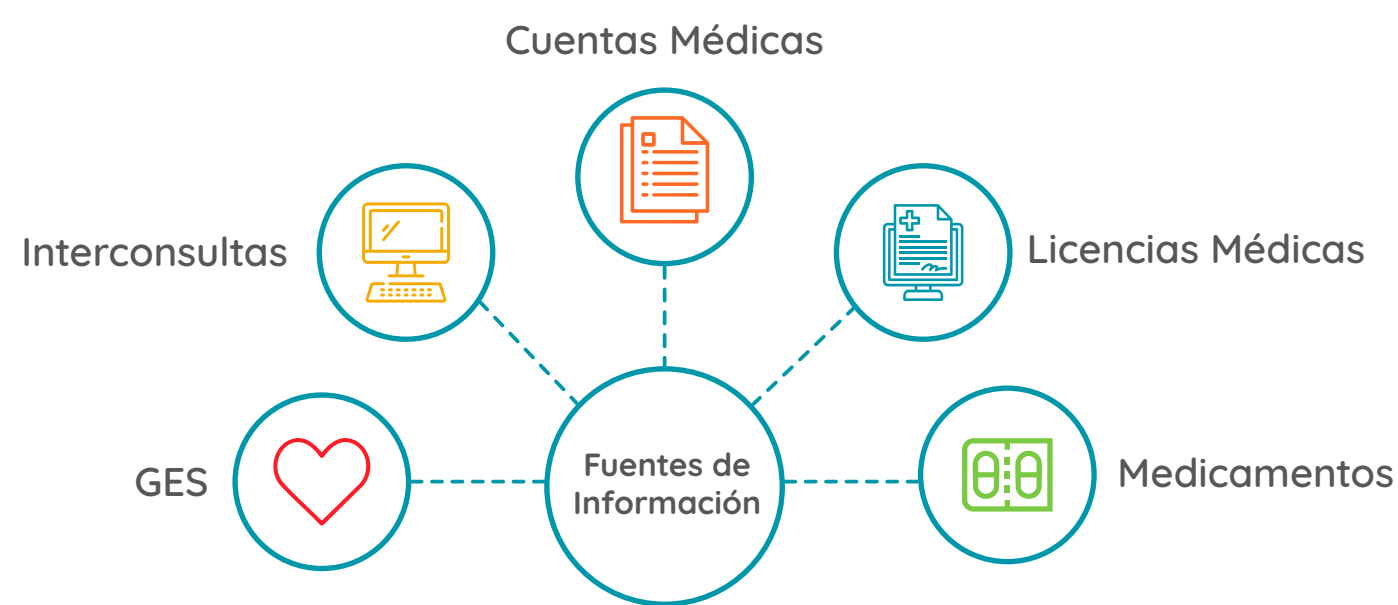 Cuentas Médicas
Interconsultas
Licencias Médicas
GES
Fuentes de
Información
Medicamentos